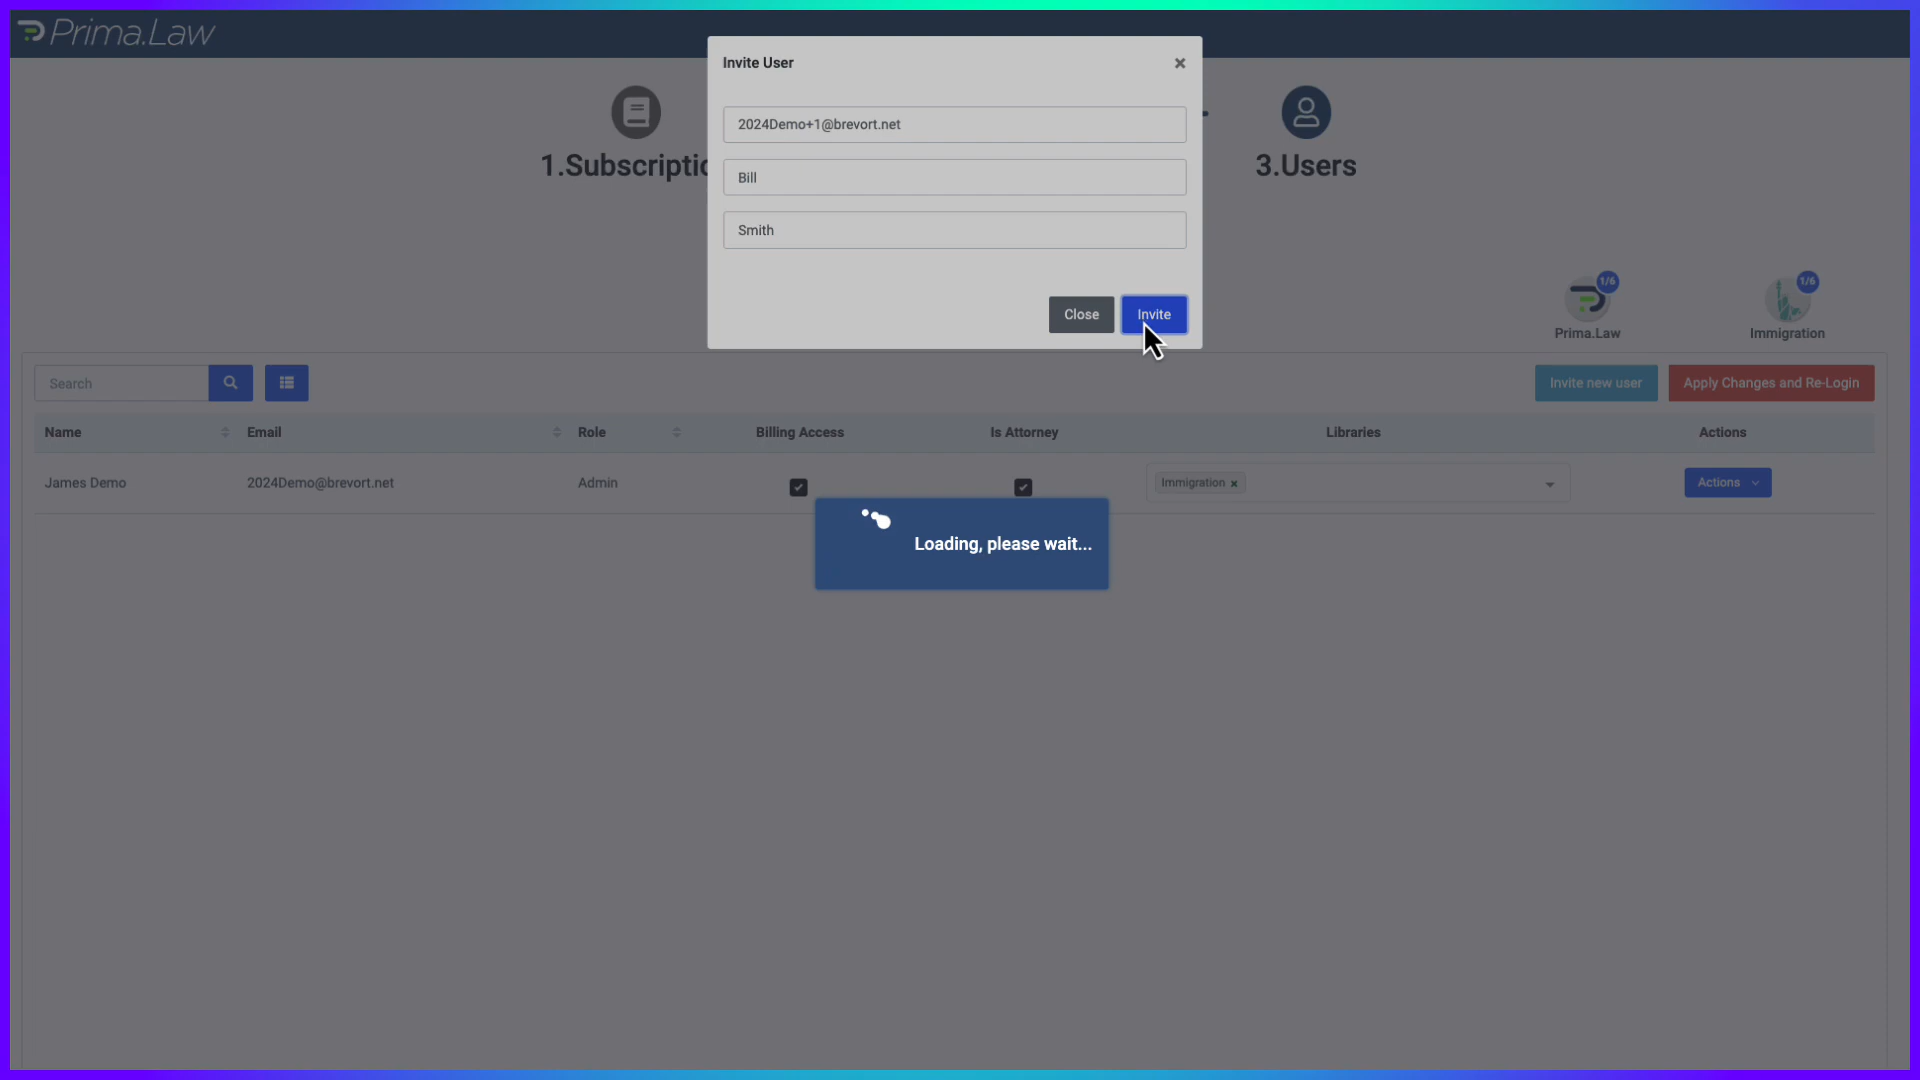 Prima.Law
Invite User
2024Demo+1@brevort.net
Bill
Smith
Close
Invite
1.Subscriptio
3.Users
1/6
1/6
Prima.Law
Immigration
Search
Invite new user
Apply Changes and Re-Login
Name
Email
Role
Billing Access
Is Attorney
Libraries
Actions
James Demo
2024Demo@brevort.net
Admin
Immigration
Actions
Loading, please wait...